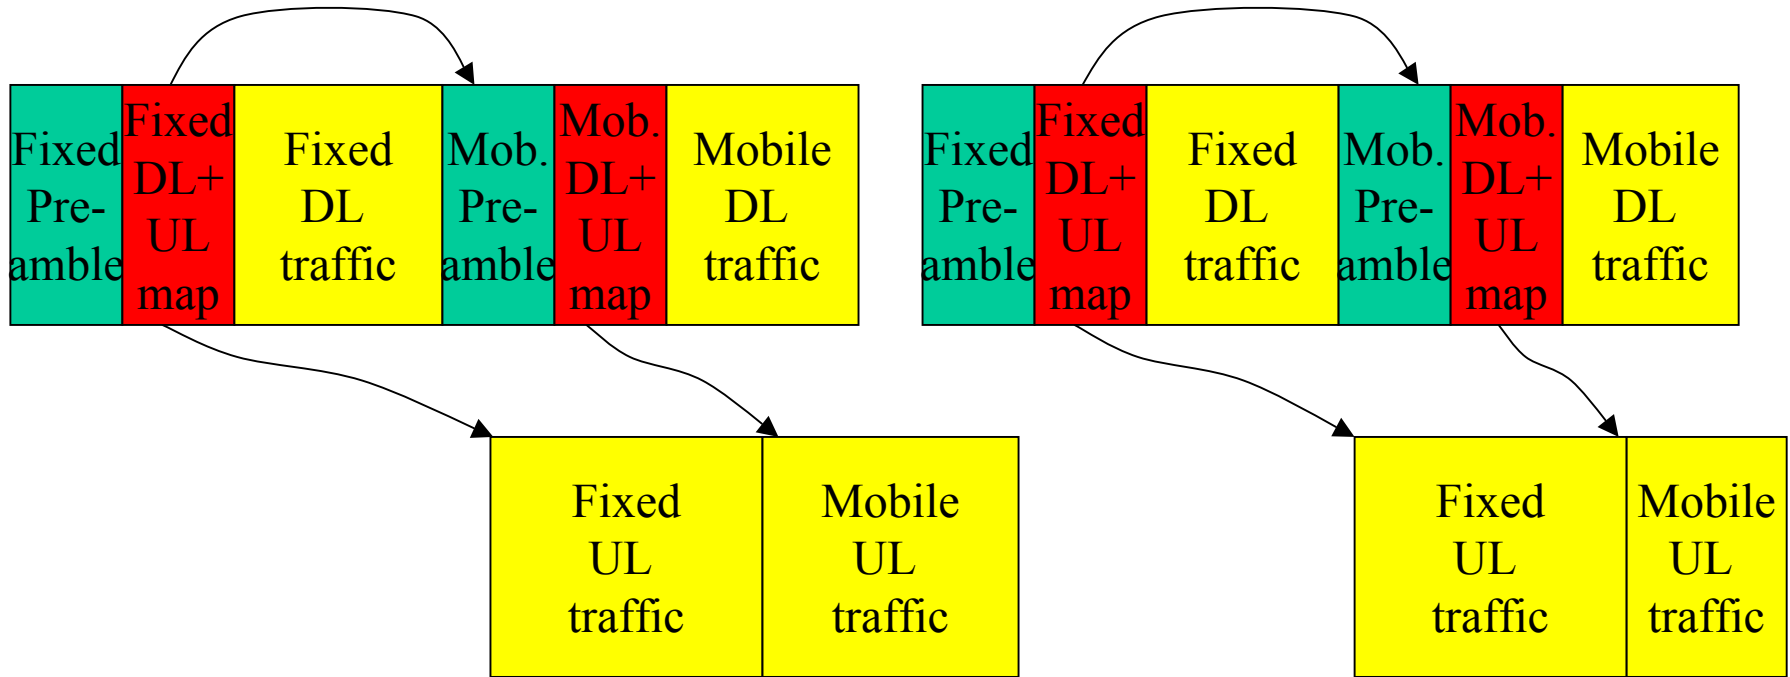 Fixed
Pre-
amble
Fixed
DL+
UL
map
Fixed
DL
traffic
Mob.
Pre-
amble
Mob.
DL+
UL
map
Mobile
DL
traffic
Fixed
Pre-
amble
Fixed
DL+
UL
map
Fixed
DL
traffic
Mob.
Pre-
amble
Mob.
DL+
UL
map
Mobile
DL
traffic
Fixed
UL
traffic
Mobile
UL
traffic
Fixed
UL
traffic
Mobile
UL
traffic